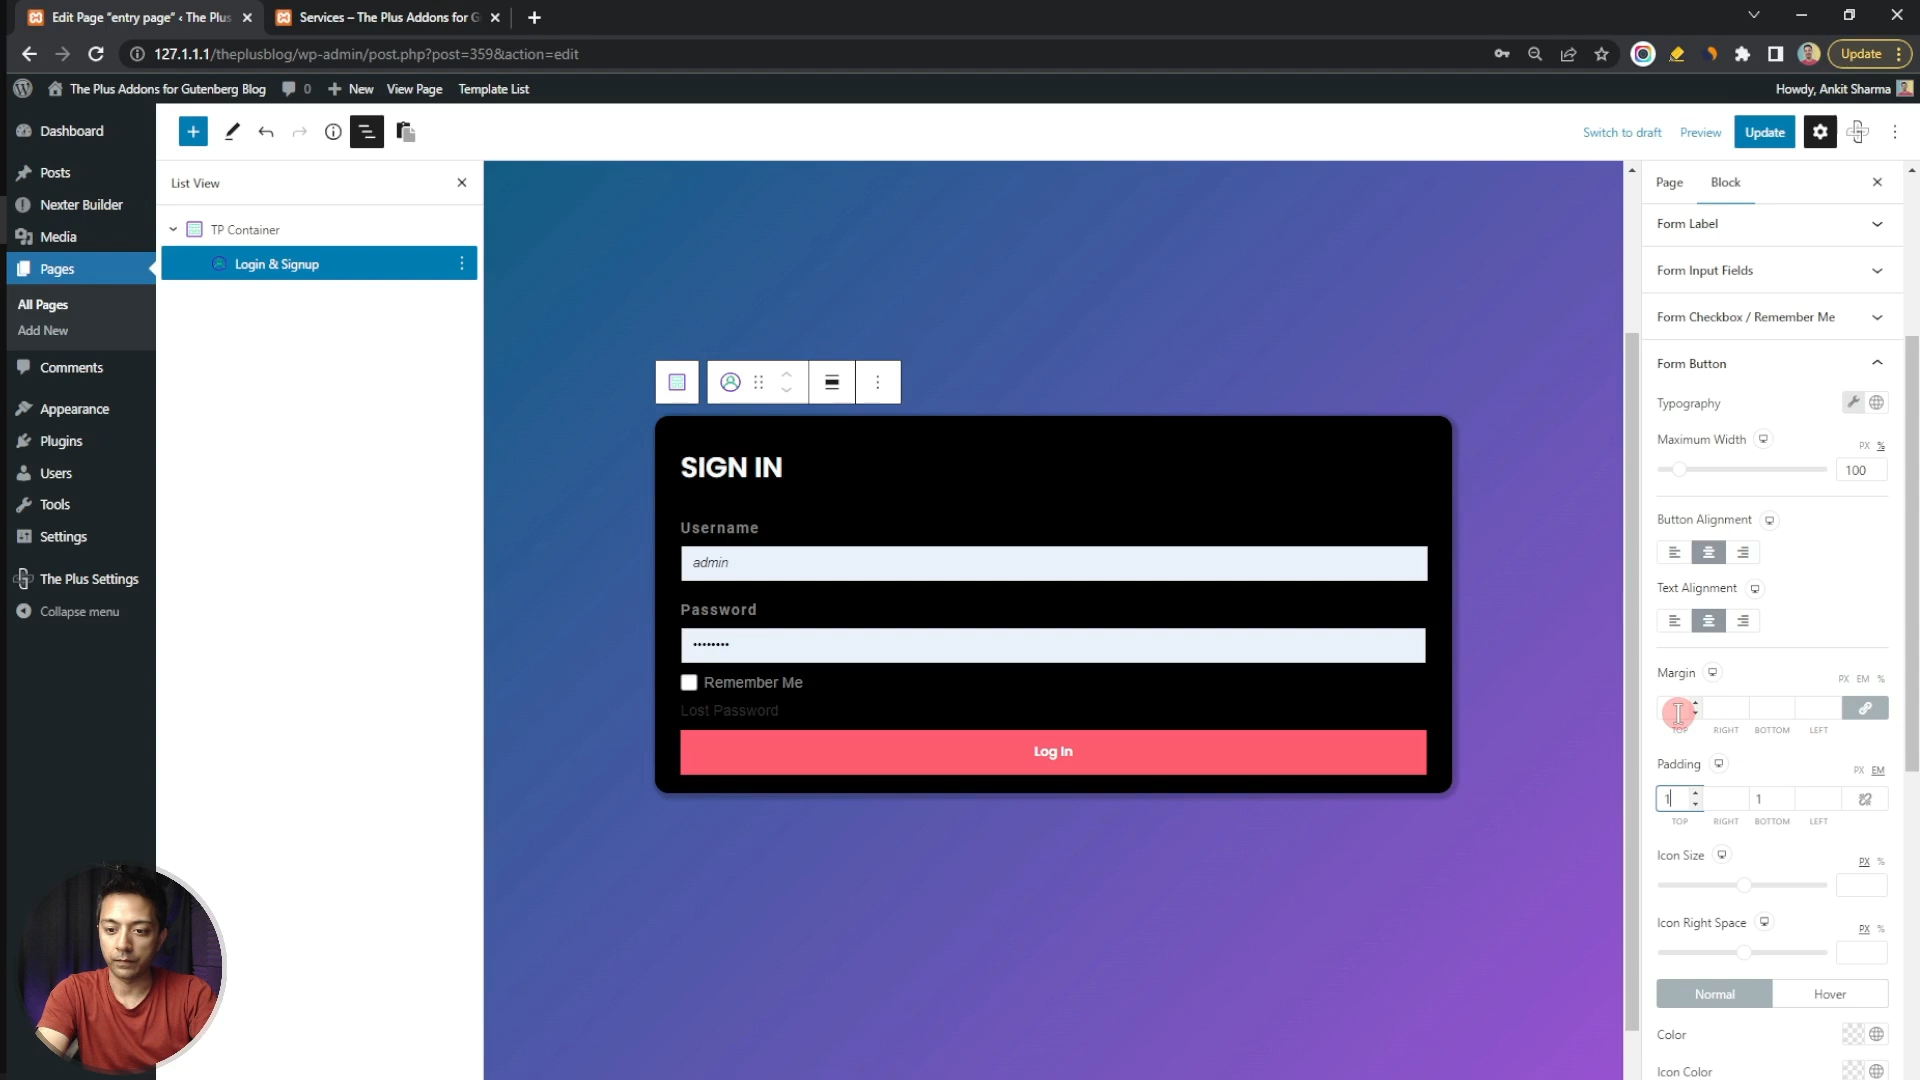 Edit Page "entry page" ‹ The Plus
Services – The Plus Addons for G
127.1.1.1/theplusblog/wp-admin/post.php?post=359&action=edit
Update
The Plus Addons for Gutenberg Blog
0
New
View Page
Template List
Howdy, Ankit Sharma
Dashboard
Posts
Nexter Builder
Media
Pages
All Pages
Add New
Comments
Appearance
Plugins
Users
Tools
Settings
The Plus Settings
Collapse menu
Switch to draft
Preview
Update
List View
TP Container
Login & Signup
SIGN IN
Username
admin
Password
••••••••
Remember Me
Lost Password
Log In
Page
Block
Form Label
Form Input Fields
Form Checkbox / Remember Me
Form Button
Typography
Maximum Width
PX %
100
Button Alignment
Text Alignment
Margin
PX EM %
TOP RIGHT BOTTOM LEFT
Padding
PX EM
1 1
TOP RIGHT BOTTOM LEFT
Icon Size
PX %
Icon Right Space
PX %
Normal
Hover
Color
Icon Color